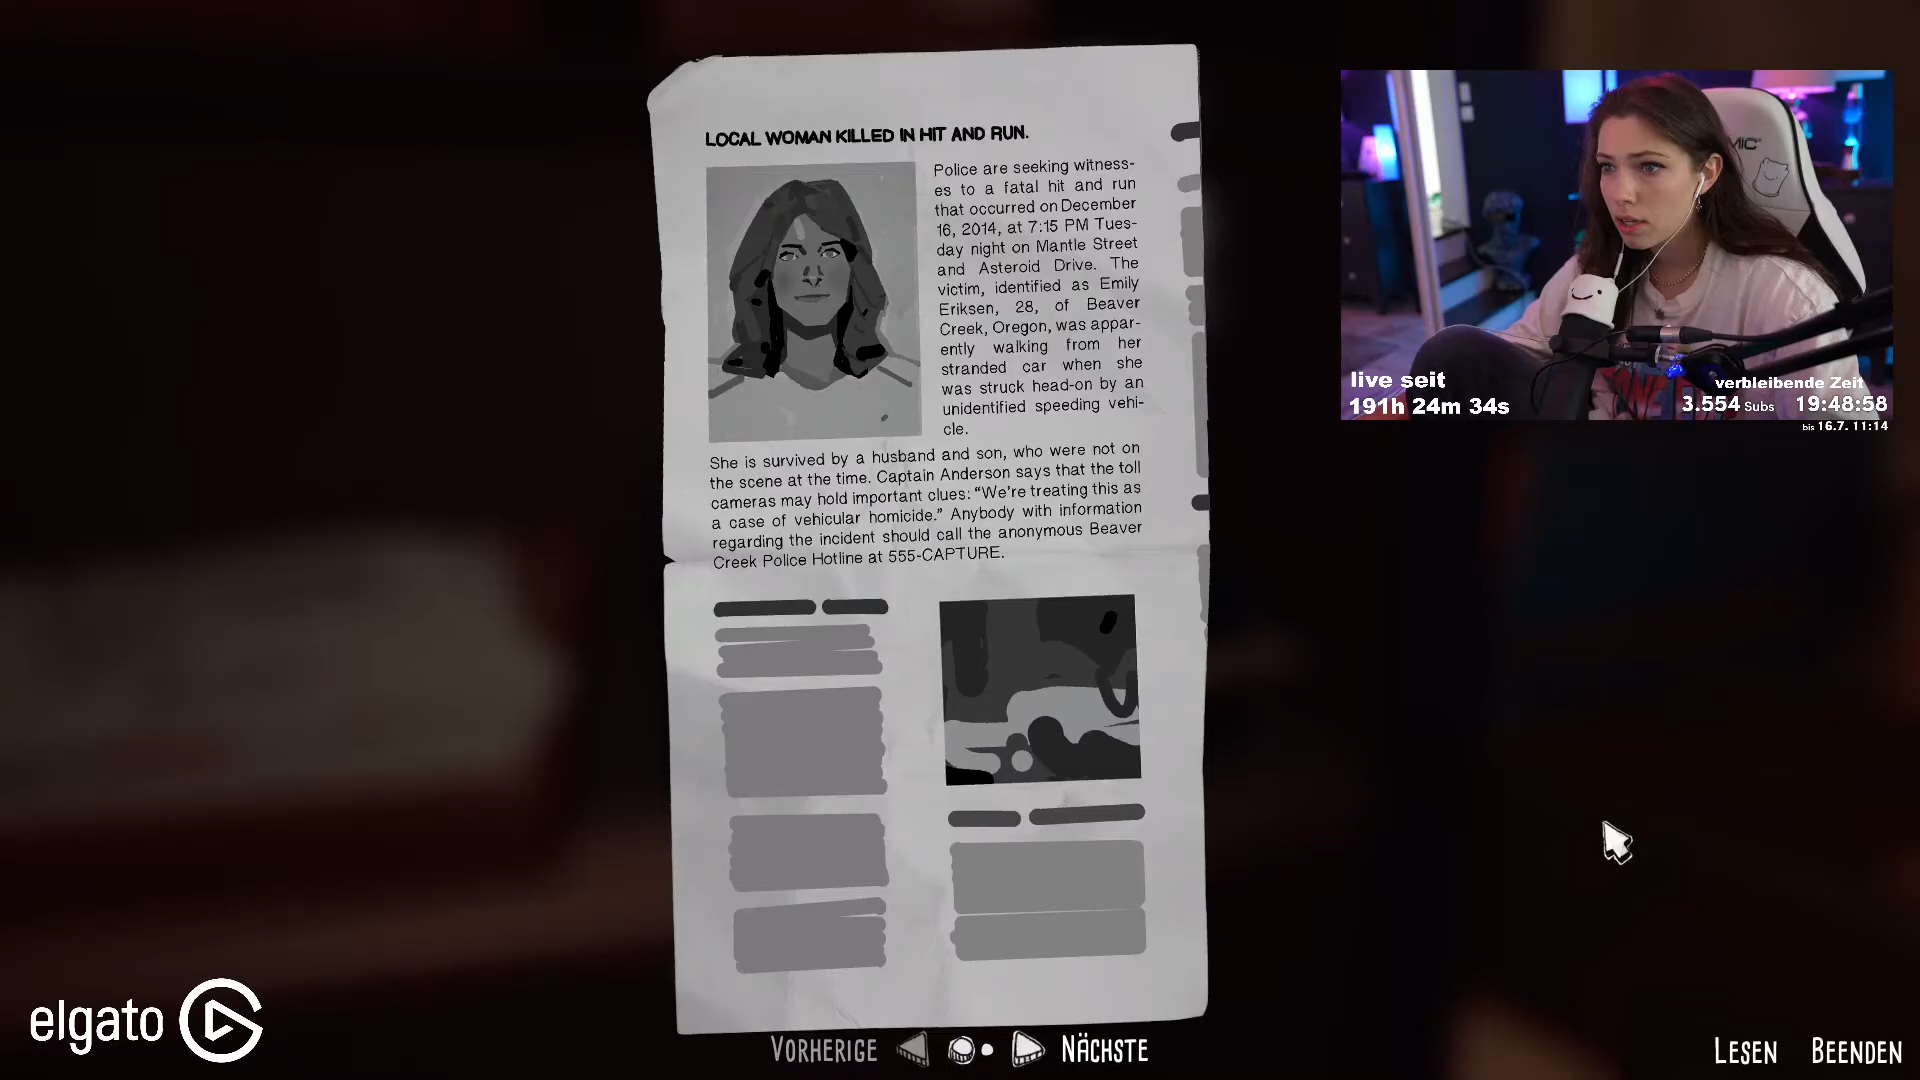 LOCAL WOMAN KILLED IN HIT AND RUN.
Police are seeking witness-
es to a fatal hit and run
that occurred on December
16, 2014, at 7:15 PM Tues-
day night on Mantle Street
and Asteroid Drive. The
victim, identified as Emily
Eriksen, 28, of Beaver
Creek, Oregon, was appar-
ently walking from her
stranded car when she
was struck head-on by an
unidentified speeding vehi-
cle.
She is survived by a husband and son, who were not on
the scene at the time. Captain Anderson says that the toll
cameras may hold important clues: “We’re treating this as
a case of vehicular homicide.” Anybody with information
regarding the incident should call the anonymous Beaver
Creek Police Hotline at 555-CAPTURE.
live seit
191h 24m 34s
verbleibende Zeit
3.554 Subs 19:48:58
bis 16.7. 11:14
elgato
VORHERIGE NÄCHSTE
LESEN BEENDEN